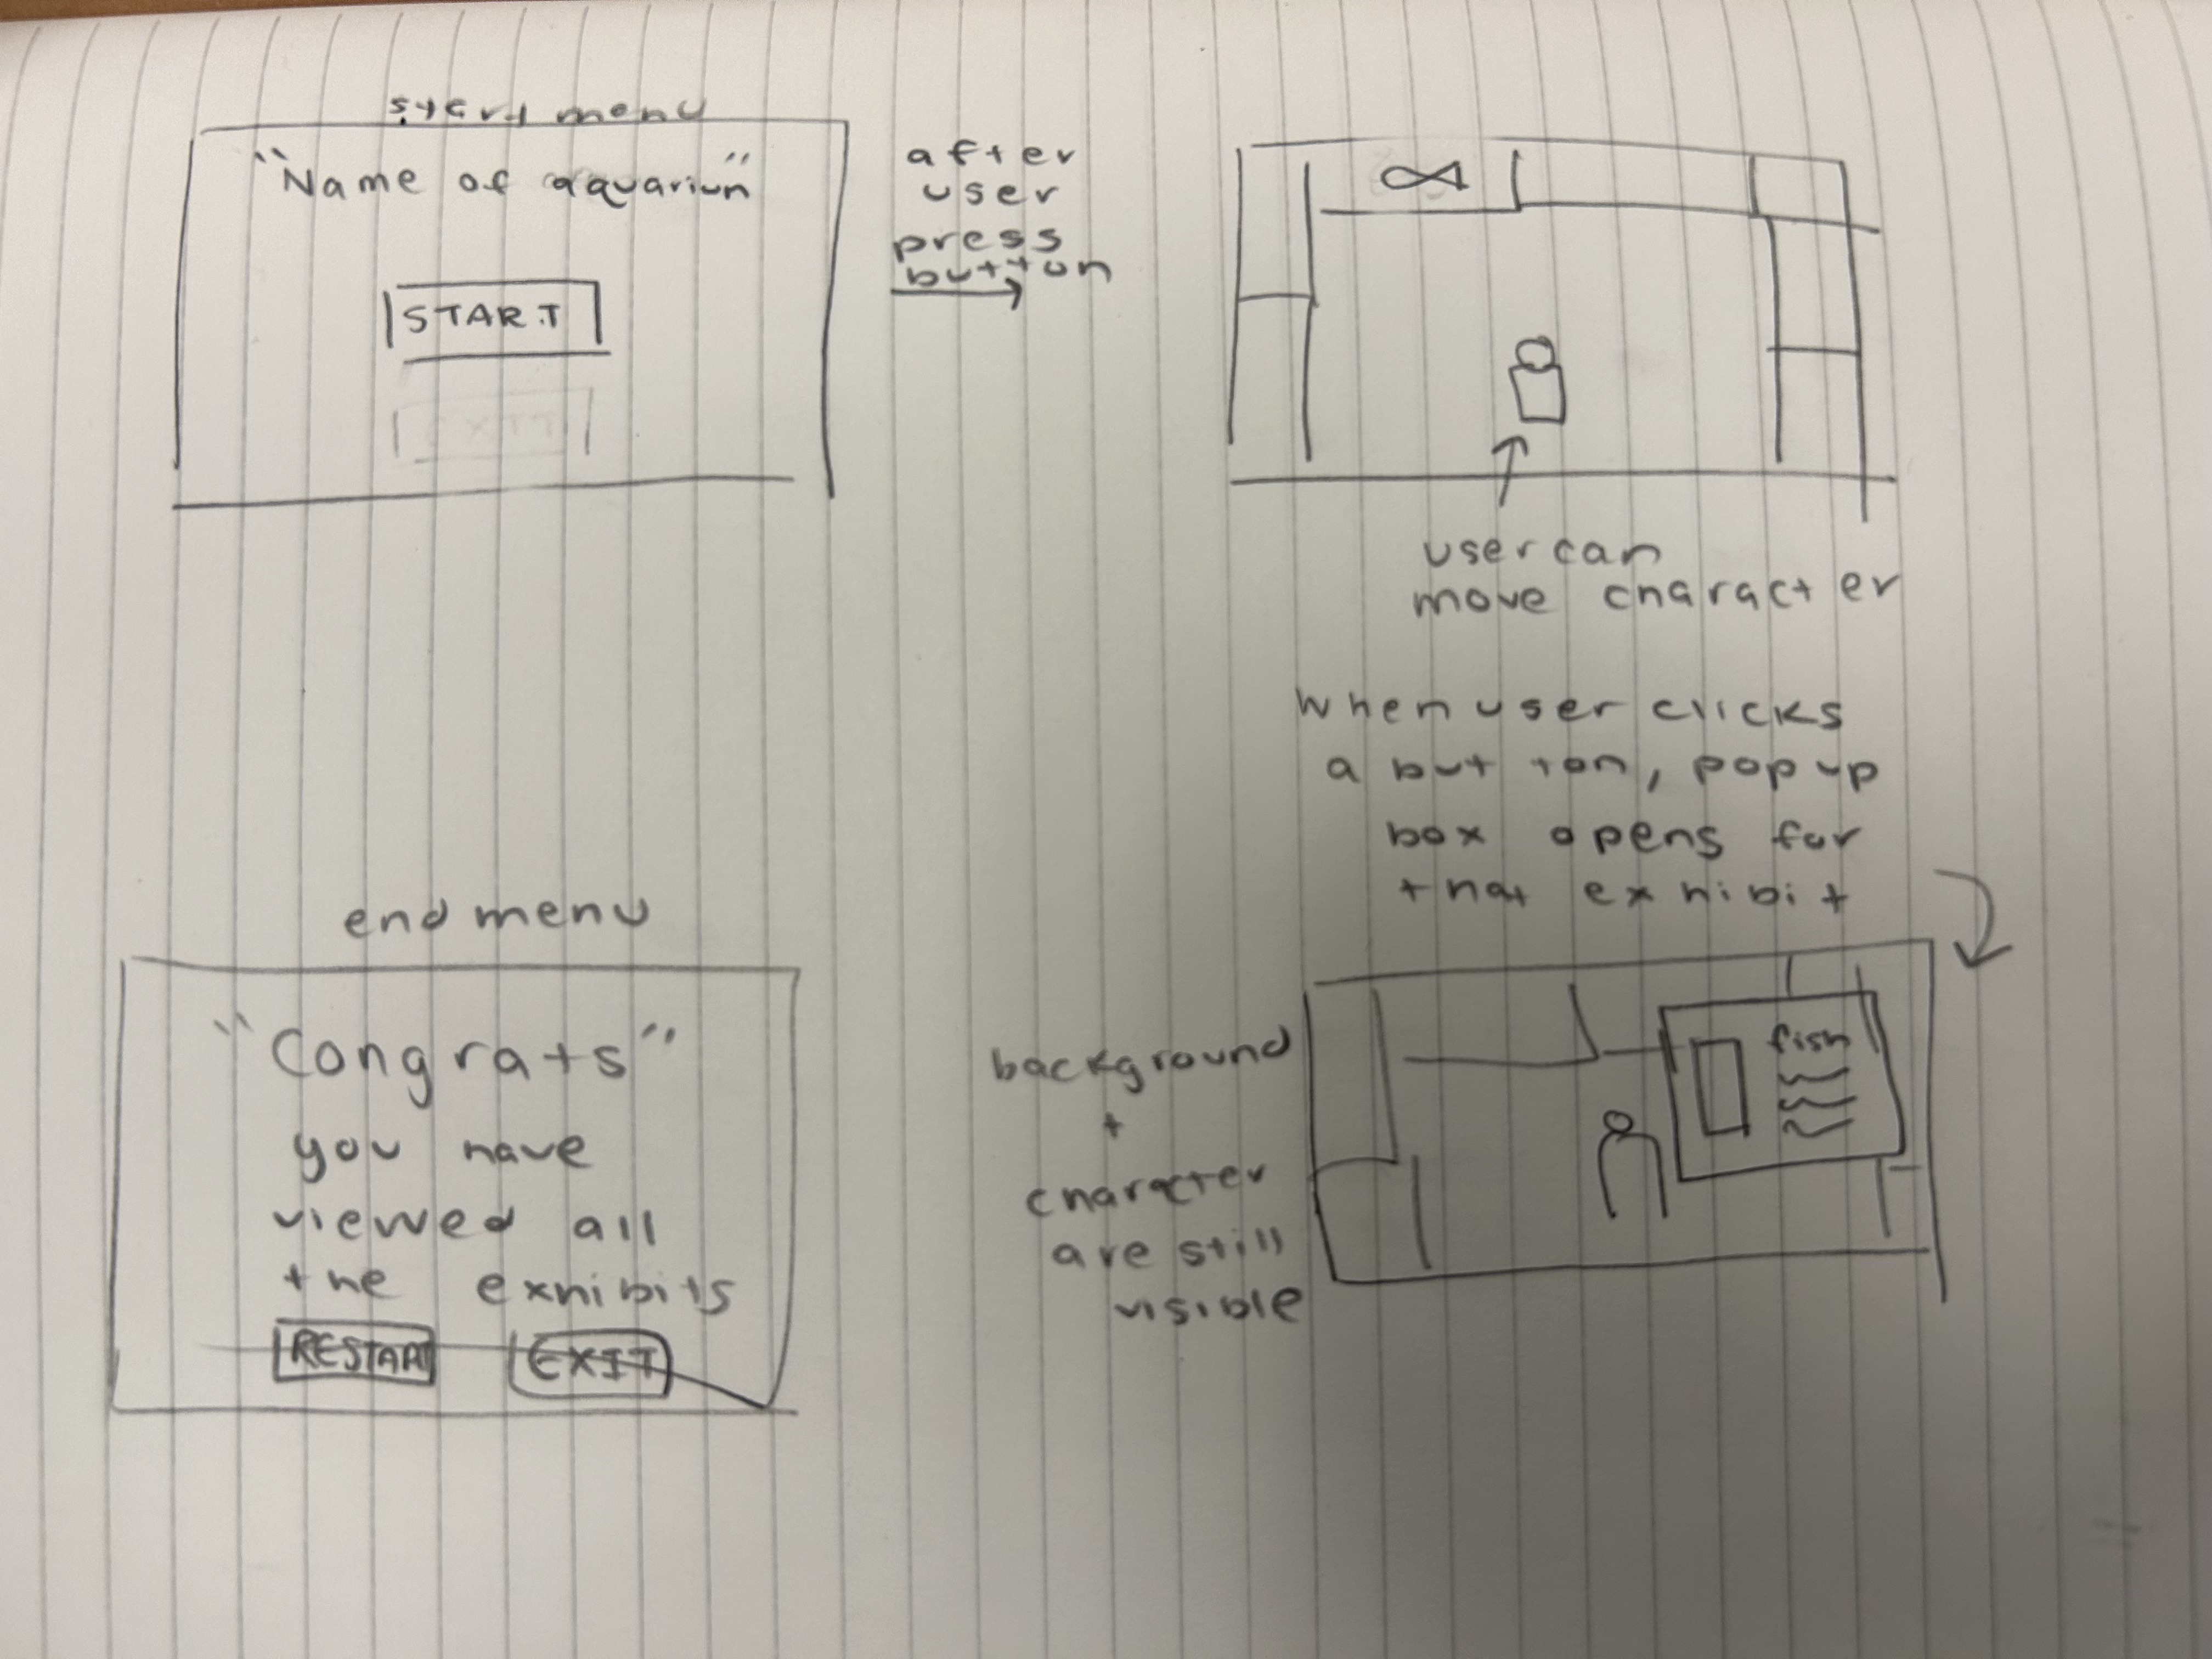 start menu
"Name of aquariun"
START
EXIT
after
user
press
button
user can
move character
when user clicks
a button, pop up
box opens for
that exhibit
fish
background
+
character
are still
visible
end menu
"Congrats"
you have
viewed all
the exhibits
RESTART
EXIT